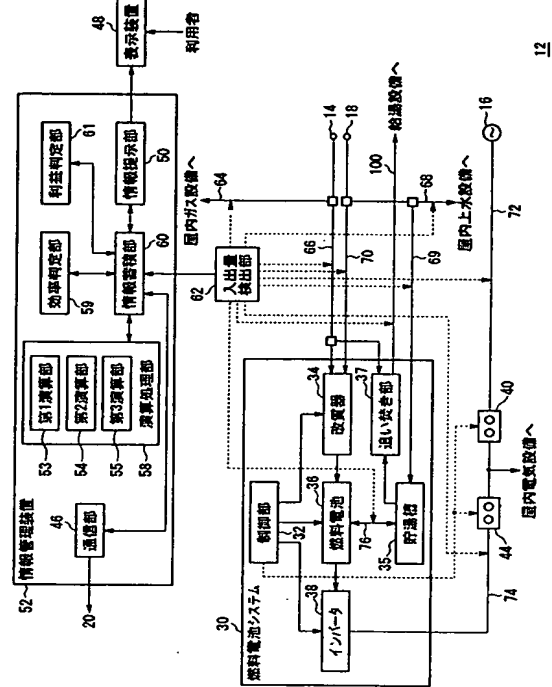 情報管理装置
52
46
通信部
20
第1演算部
第2演算部
第3演算部
演算処理部
53
54
55
58
効率判定部
59
利益判定部
61
情報蓄積部
60
情報提示部
50
表示装置
48
利用者
入出量
検出部
62
屋内ガス設備へ
64
14
18
給湯設備へ
100
66
70
68
69
屋内上水設備へ
16
72
12
燃料電池システム
30
制御部
32
改質器
34
燃料電池
36
インバータ
38
追い焚き部
37
貯湯槽
35
76
74
44
40
屋内電気設備へ